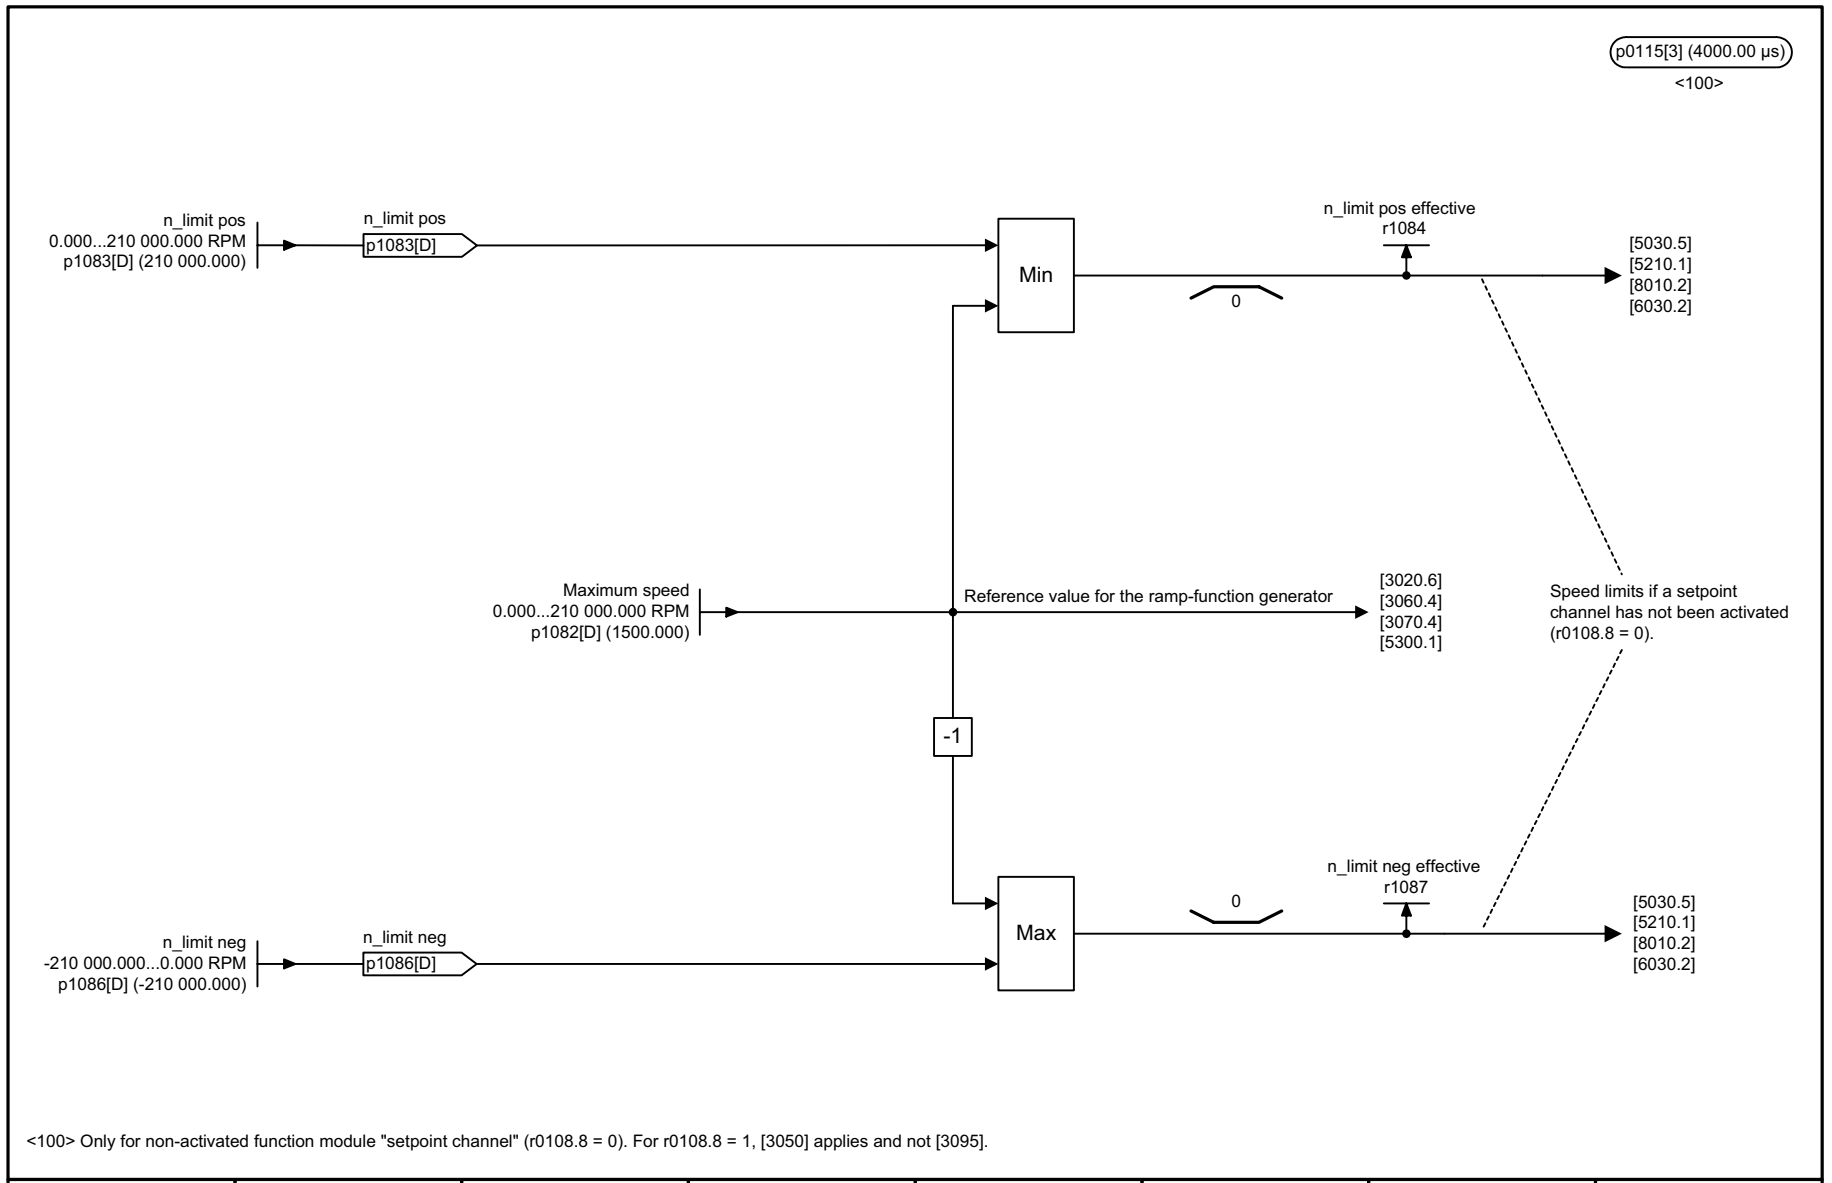 p0115[3] (4000.00 µs)
<100>
n_limit pos
0.000...210 000.000 RPM
p1083[D] (210 000.000)
n_limit pos
p1083[D]
Min
0
n_limit pos effective
r1084
[5030.5]
[5210.1]
[8010.2]
[6030.2]
Maximum speed
0.000...210 000.000 RPM
p1082[D] (1500.000)
Reference value for the ramp-function generator
[3020.6]
[3060.4]
[3070.4]
[5300.1]
Speed limits if a setpoint
channel has not been activated
(r0108.8 = 0).
-1
n_limit neg
-210 000.000...0.000 RPM
p1086[D] (-210 000.000)
n_limit neg
p1086[D]
Max
0
n_limit neg effective
r1087
[5030.5]
[5210.1]
[8010.2]
[6030.2]
<100> Only for non-activated function module "setpoint channel" (r0108.8 = 0). For r0108.8 = 1, [3050] applies and not [3095].